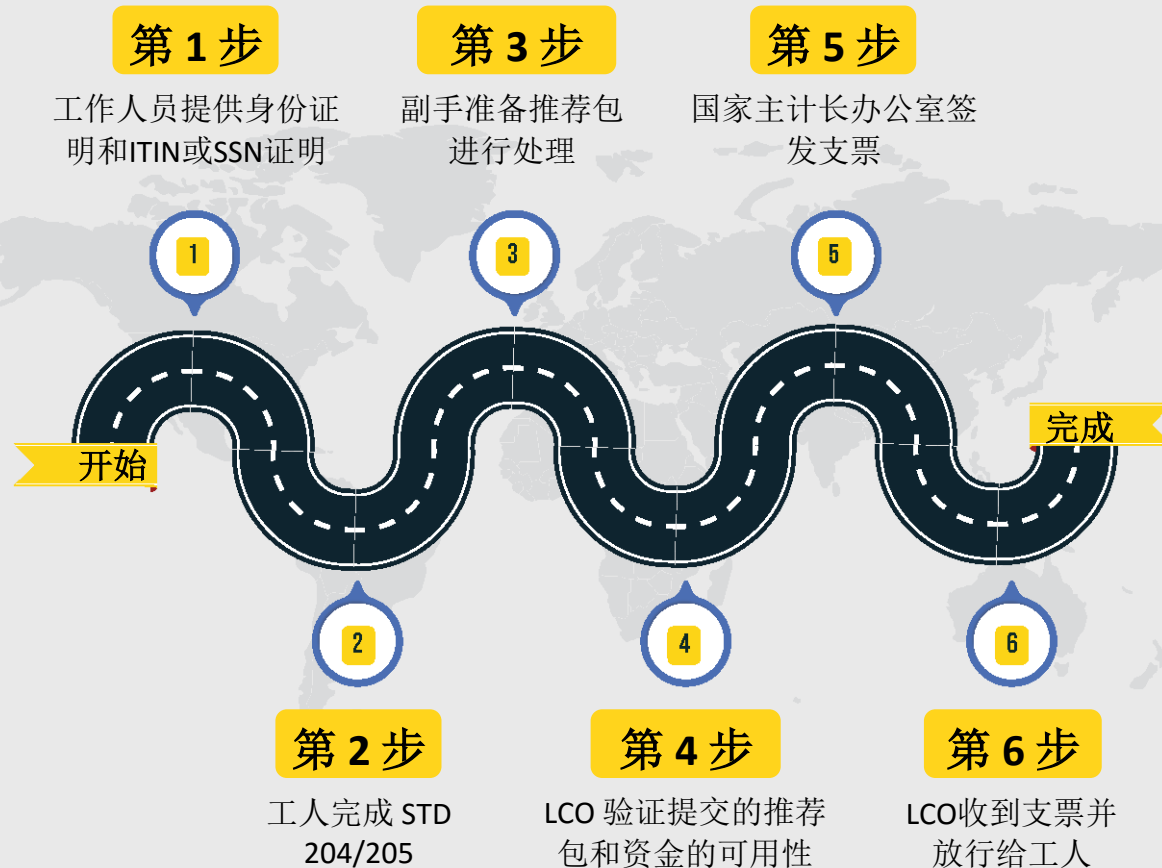 第 1 步
工作人员提供身份证
明和ITIN或SSN证明
1
第 3 步
副手准备推荐包
进行处理
3
第 5 步
国家主计长办公室签
发支票
5
开始
完成
2
第 2 步
工人完成 STD
204/205
4
第 4 步
LCO 验证提交的推荐
包和资金的可用性
6
第 6 步
LCO收到支票并
放行给工人